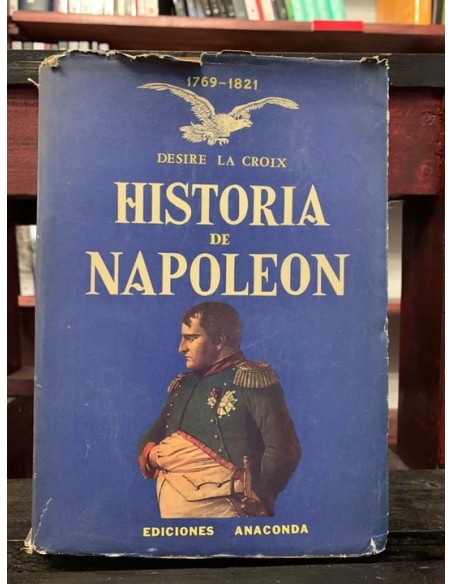 1769-1821
DESIRE LA CROIX
HISTORIA
DE
NAPOLEON
EDICIONES ANACONDA